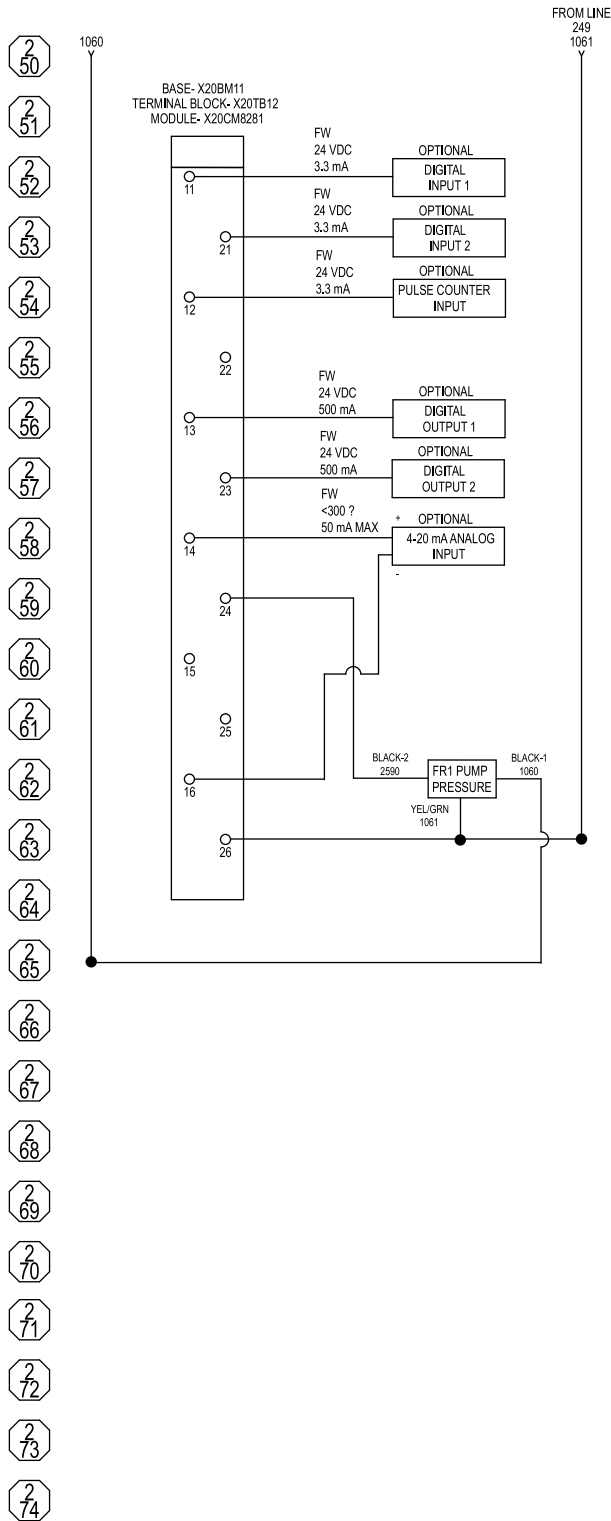 FROM LINE
249
1060
1061
2
50
BASE- X20BM11
TERMINAL BLOCK- X20TB12
MODULE- X20CM8281
2
51
FW
24 VDC
3.3 mA
OPTIONAL
DIGITAL
INPUT 1
2
52
11
FW
24 VDC
3.3 mA
OPTIONAL
DIGITAL
INPUT 2
2
53
21
FW
24 VDC
3.3 mA
OPTIONAL
PULSE COUNTER
INPUT
2
54
12
2
55
22
FW
24 VDC
500 mA
OPTIONAL
DIGITAL
OUTPUT 1
2
56
13
FW
24 VDC
500 mA
OPTIONAL
DIGITAL
OUTPUT 2
2
57
23
FW
<300 ?
50 mA MAX
+ OPTIONAL
4-20 mA ANALOG
INPUT
-
2
58
14
2
59
24
2
60
15
2
61
25
BLACK-2
2590
FR1 PUMP
PRESSURE
BLACK-1
1060
2
62
16
YEL/GRN
1061
2
63
26
2
64
2
65
2
66
2
67
2
68
2
69
2
70
2
71
2
72
2
73
2
74